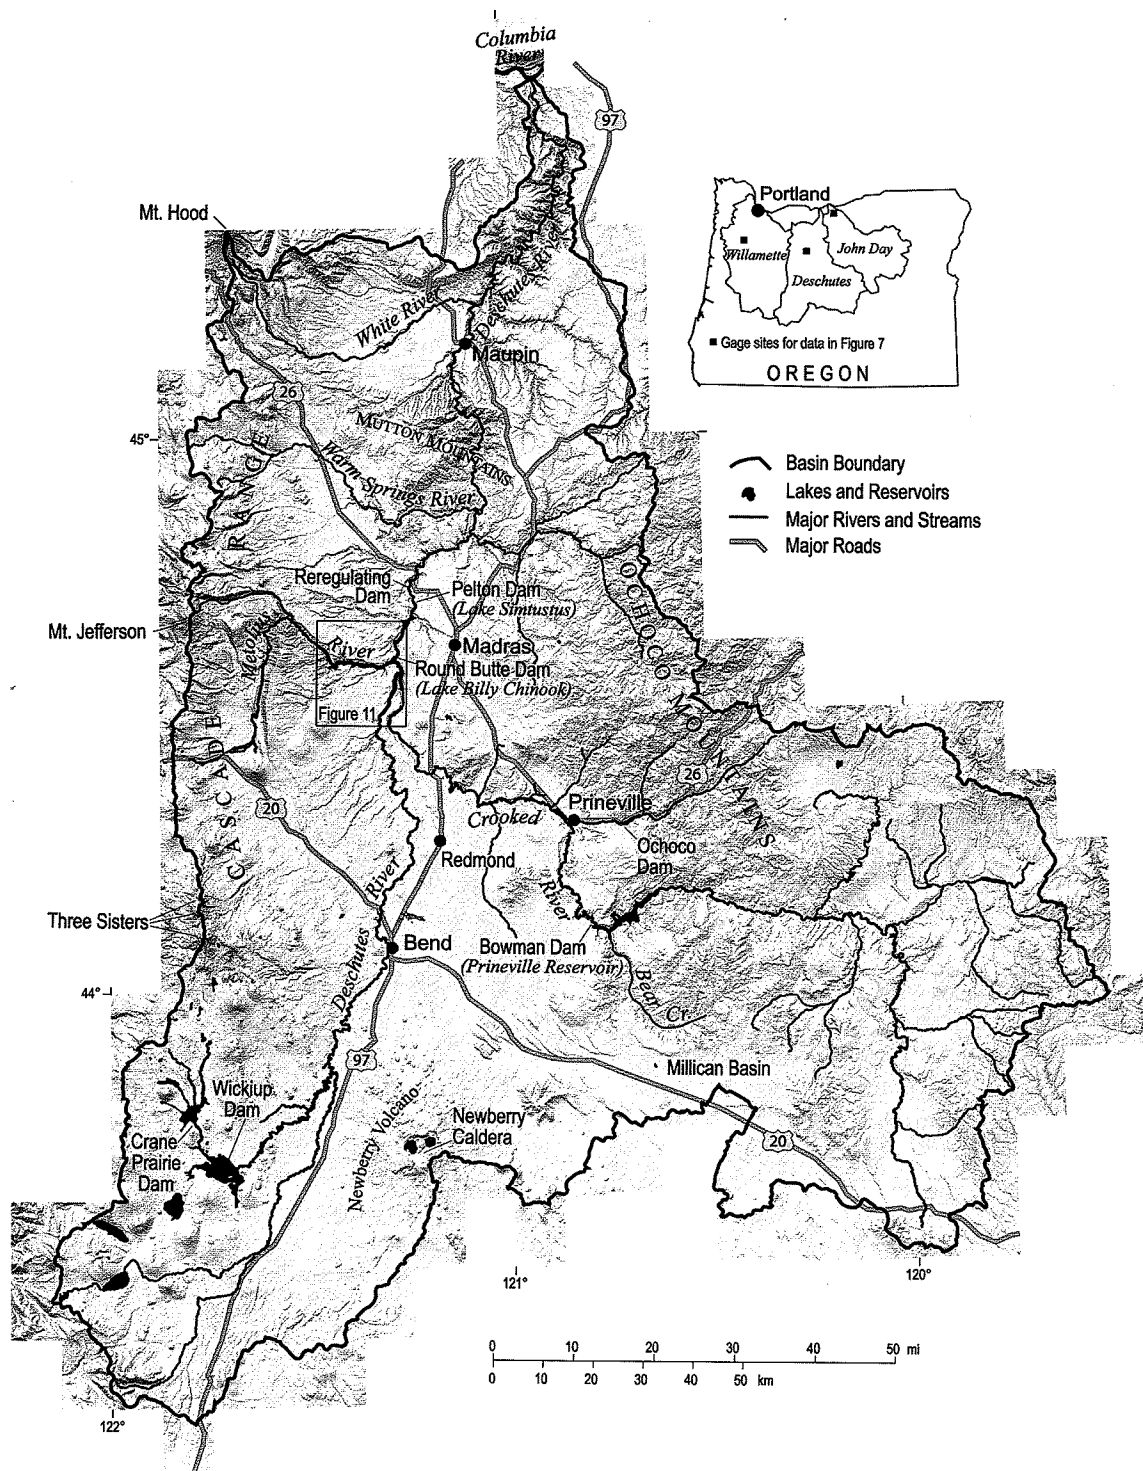 Columbia
River
97
Mt. Hood
Portland
Willamette
John Day
Deschutes
Gage sites for data in Figure 7
OREGON
White River
Deschutes River
Maupin
26
MUTTON MOUNTAINS
45°
Warm Springs River
Basin Boundary
Lakes and Reservoirs
Major Rivers and Streams
Major Roads
CASCADE RANGE
OCHOCO MOUNTAINS
Reregulating
Dam
Pelton Dam
(Lake Simtustus)
Mt. Jefferson
Metolius
River
Madras
Round Butte Dam
(Lake Billy Chinook)
Figure 11
26
20
Prineville
Crooked
River
Ochoco
Dam
Redmond
Three Sisters
Deschutes River
Bend
Bowman Dam
(Prineville Reservoir)
Bear Cr.
44°
97
Millican Basin
Wickiup
Dam
Newberry Volcano
Newberry
Caldera
Crane
Prairie
Dam
20
121°
120°
0 10 20 30 40 50 mi
0 10 20 30 40 50 km
122°